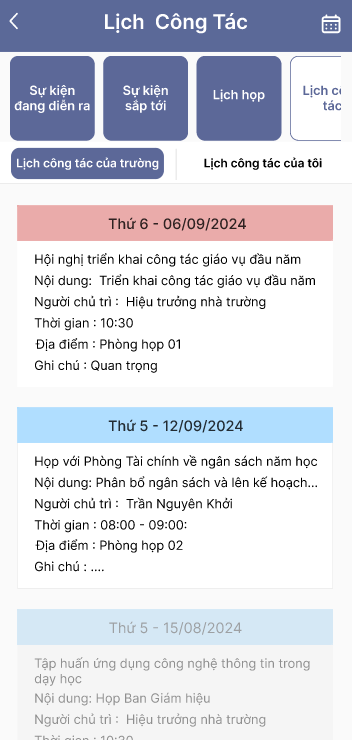 Lịch Công Tác
Sự kiện
đang diễn ra
Sự kiện
sắp tới
Lịch họp
Lịch cô
tác
Lịch công tác của trường
Lịch công tác của tôi
Thứ 6 - 06/09/2024
Hội nghị triển khai công tác giáo vụ đầu năm
Nội dung: Triển khai công tác giáo vụ đầu năm
Người chủ trì : Hiệu trưởng nhà trường
Thời gian : 10:30
Địa điểm : Phòng họp 01
Ghi chú : Quan trọng
Thứ 5 - 12/09/2024
Họp với Phòng Tài chính về ngân sách năm học
Nội dung: Phân bổ ngân sách và lên kế hoạch...
Người chủ trì : Trần Nguyên Khởi
Thời gian : 08:00 - 09:00:
Địa điểm : Phòng họp 02
Ghi chú : ....
Thứ 5 - 15/08/2024
Tập huấn ứng dụng công nghệ thông tin trong
dạy học
Nội dung: Họp Ban Giám hiệu
Người chủ trì : Hiệu trưởng nhà trường
Thời gian : 10:30